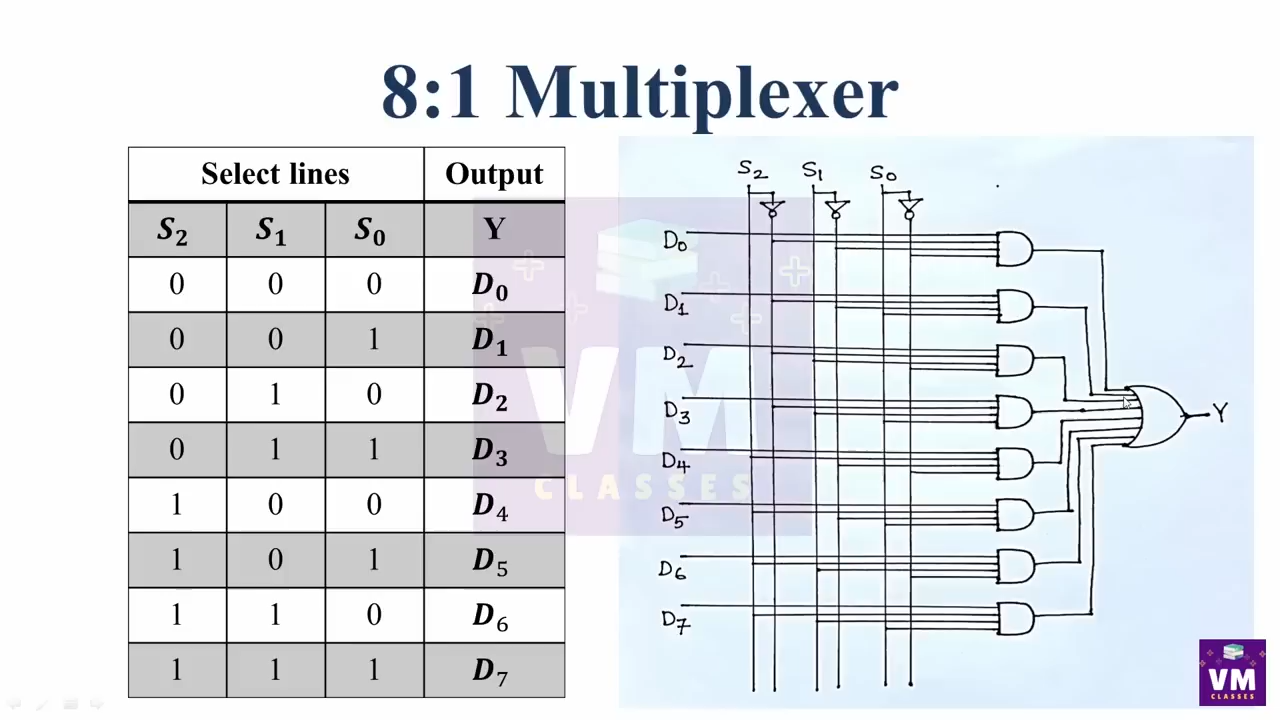 8:1 Multiplexer
Select lines Output
S₂ S₁ S₀ Y
0 0 0 D₀
0 0 1 D₁
0 1 0 D₂
0 1 1 D₃
1 0 0 D₄
1 0 1 D₅
1 1 0 D₆
1 1 1 D₇
S₂ S₁ S₀
D₀
D₁
D₂
D₃
D₄
D₅
D₆
D₇
Y
VM
CLASSES
VM
CLASSES